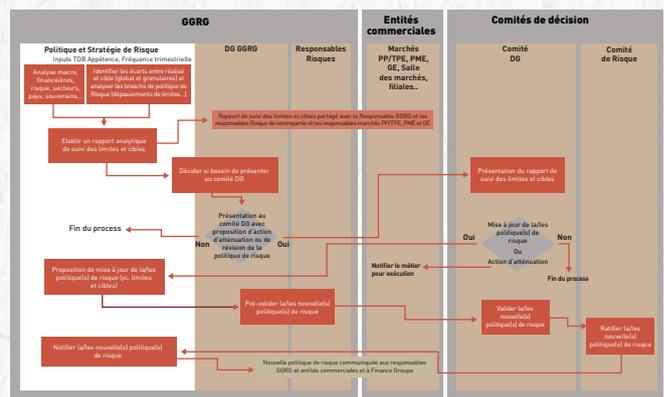 GGRG
Entités
commerciales
Comités de décision
Politique et Stratégie de Risque
Inputs TDB Appétence, Fréquence trimestrielle
DG GGRG
Responsables
Risques
Marchés
PP/TPE, PME,
GE, Salle
des marchés,
filiales..
Comité
DG
Comité
de Risque
Analyse macro,
financières,
risque, secteurs,
pays, souverains...
Identifier les écarts entre réalisé
et cible (global et granulaires) et
analyser les breachs de politique de
Risque (dépassements de limites...)
Rapport de suivi des limites et cibles partagé avec le Responsable GGRG et les
responsables Risque de contrepartie et les responsables marchés PP/TPE, PME et GE
Etablir un rapport analytique
de suivi des limites et cibles
Décider si besoin de présenter
au comité DG
Présentation du rapport de
suivi des limites et cibles
Présentation au
comité DG avec
proposition d'action
d'atténuation ou de
révision de la
politique de risque
Fin du process
Non
Oui
Mise à jour de la/les
politique(s) de
risque
Ou
Action d'atténuation
Oui
Non
Notifier le métier
pour exécution
Fin du process
Proposition de mise à jour de la/les
politique(s) de risque (yc. limites
et cibles)
Pré-valider la/les nouvelle(s)
politique(s) de risque
Valider la/les
nouvelle(s)
politique(s) de risque
Ratifier la/les
nouvelle(s)
politique(s) de risque
Notifier la/les nouvelle(s) politique(s)
de risque
Nouvelle politique de risque communiquée aux responsables
GGRG et entités commerciales et à Finance Groupe